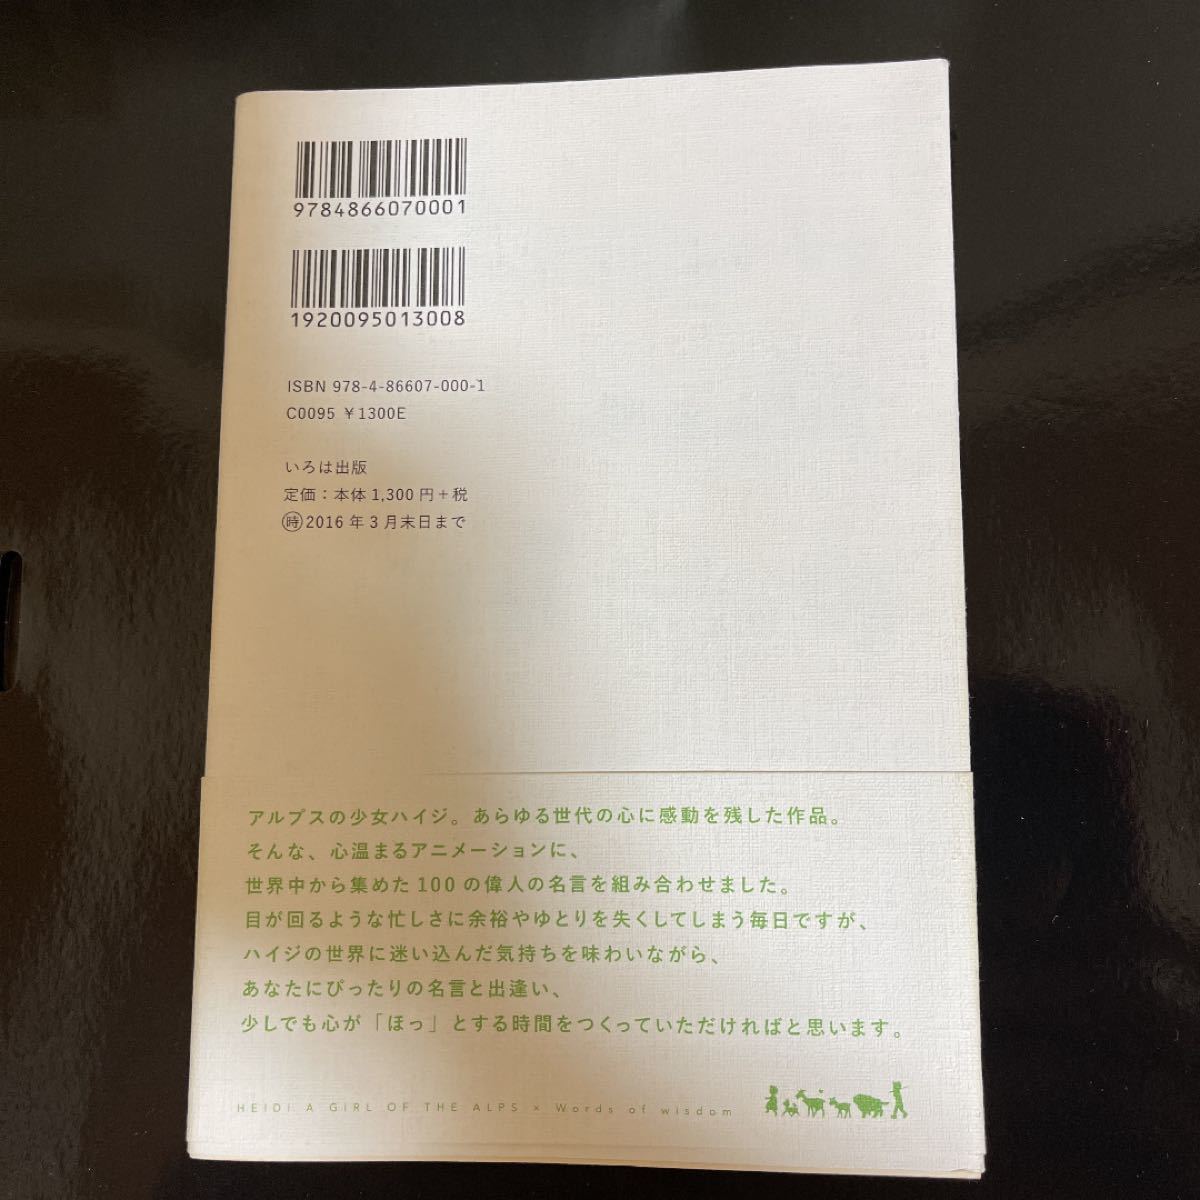 9784866070001
1920095013008
ISBN 978-4-86607-000-1
C0095 ¥1300E
いろは出版
定価：本体1,300円+税
時2016年3月末日まで
アルプスの少女ハイジ。あらゆる世代の心に感動を残した作品。
そんな、心温まるアニメーションに、
世界中から集めた100の偉人の名言を組み合わせました。
目が回るような忙しさに余裕やゆとりを失くしてしまう毎日ですが、
ハイジの世界に迷い込んだ気持ちを味わいながら、
あなたにぴったりの名言と出逢い、
少しでも心が「ほっ」とする時間をつくっていただければと思います。
HEIDI A GIRL OF THE ALPS × Words of wisdom